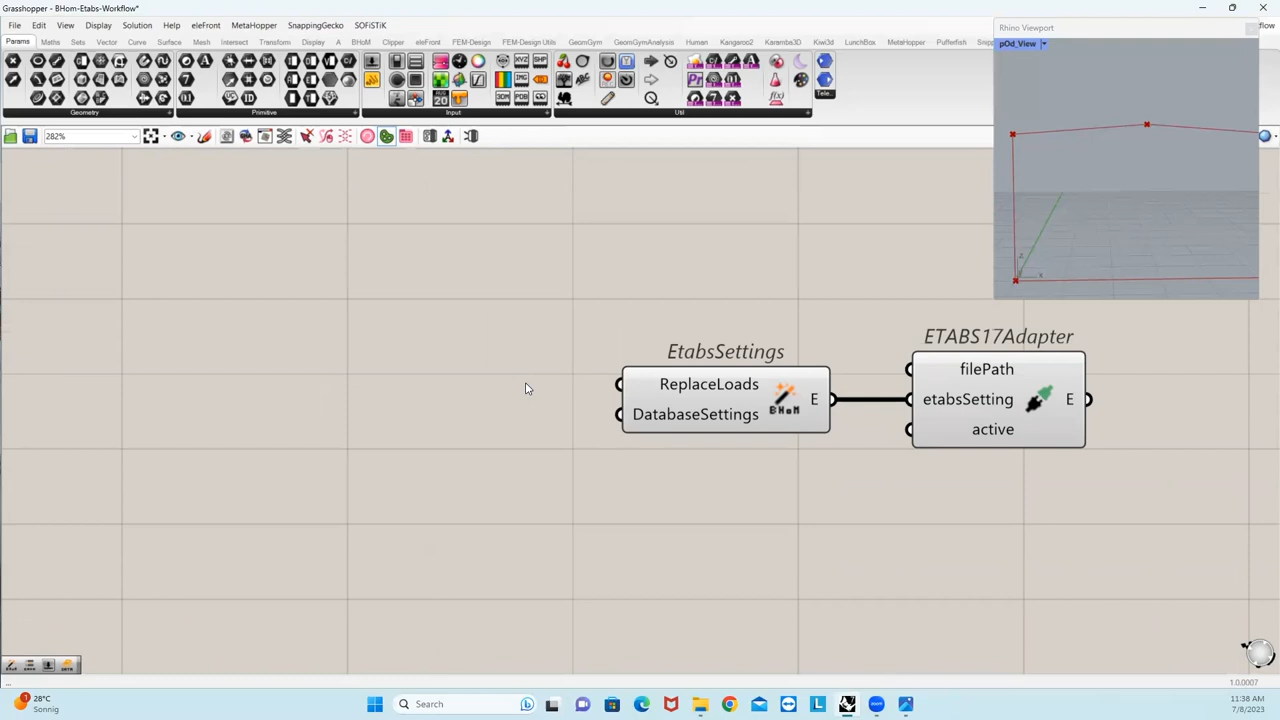 Grasshopper - BHom-Etabs-Workflow*
File Edit View Display Solution Help eleFront MetaHopper SnappingGecko SOFiSTiK
Params Maths Sets Vector Curve Surface Mesh Intersect Transform Display A BHoM Clipper eleFront FEM-Design FEM-Design Utils GeomGym GeomGymAnalysis Human Kangaroo2 Karamba3D Kiwi3d LunchBox MetaHopper Pufferfish Snipp
Geometry Primitive Input Util
Tele...
282%
Rhino Viewport
pOd_View
z
x
EtabsSettings
ReplaceLoads
DatabaseSettings
E
BHoM
ETABS17Adapter
filePath
etabsSetting
active
E
1.0.0007
28°C
Sonnig
Search
11:38 AM
7/8/2023